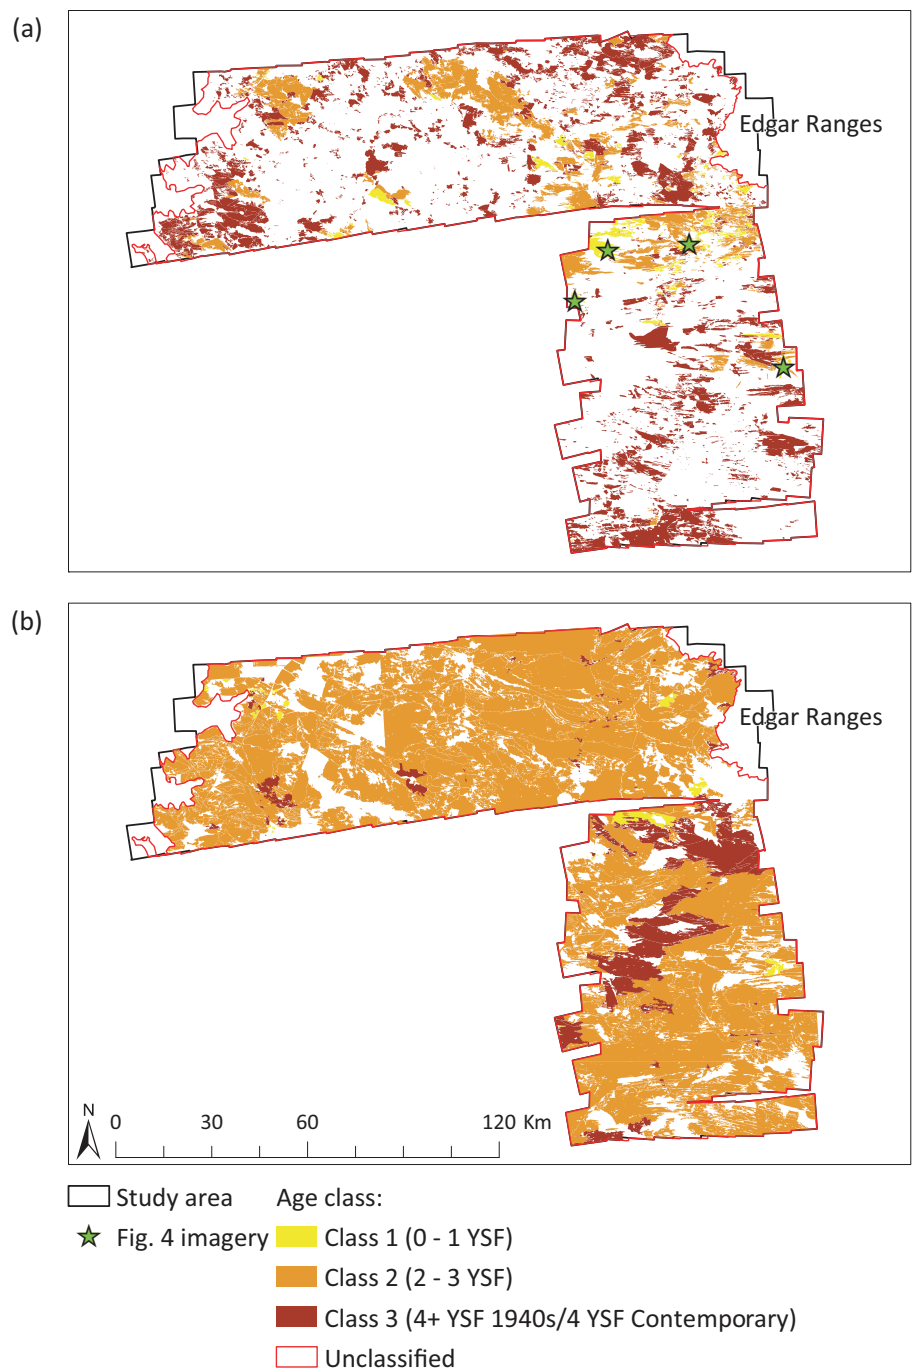 (a)
Edgar Ranges
(b)
Edgar Ranges
N
0 30 60 120 Km
Study area
Fig. 4 imagery
Age class:
Class 1 (0 - 1 YSF)
Class 2 (2 - 3 YSF)
Class 3 (4+ YSF 1940s/4 YSF Contemporary)
Unclassified